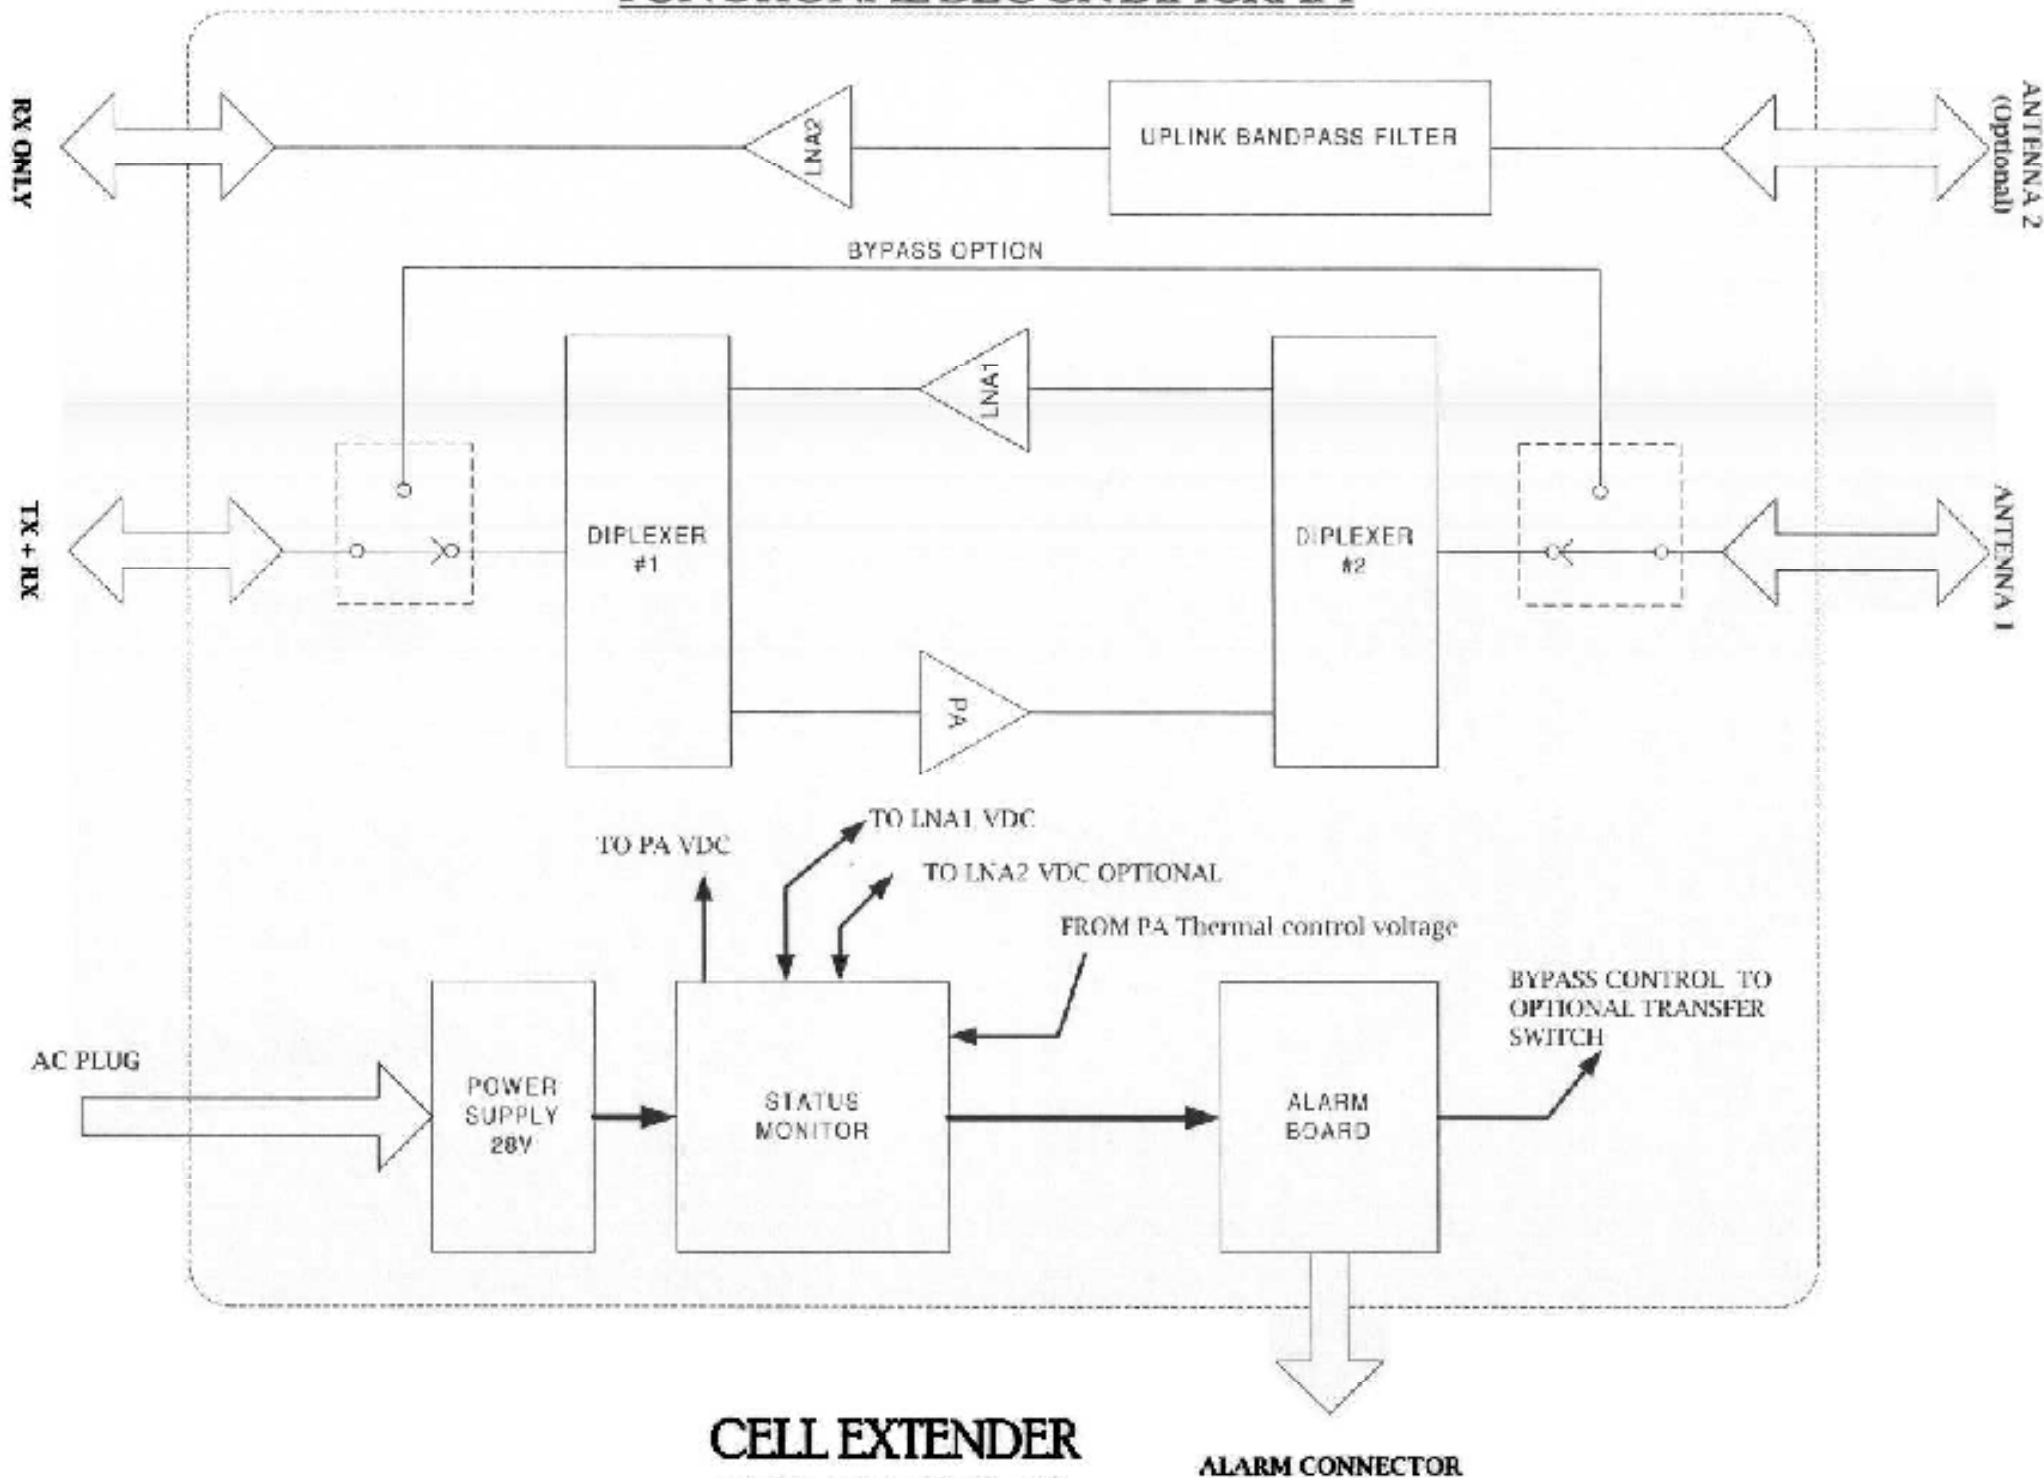 RX ONLY
LNA2
UPLINK BANDPASS FILTER
ANTENNA 2
(Optional)
BYPASS OPTION
LNA1
TX + RX
DIPLEXER
#1
DIPLEXER
#2
ANTENNA 1
PA
TO PA VDC
TO LNA1 VDC
TO LNA2 VDC OPTIONAL
FROM PA Thermal control voltage
BYPASS CONTROL TO
OPTIONAL TRANSFER
SWITCH
AC PLUG
POWER
SUPPLY
28V
STATUS
MONITOR
ALARM
BOARD
CELL EXTENDER
ALARM CONNECTOR